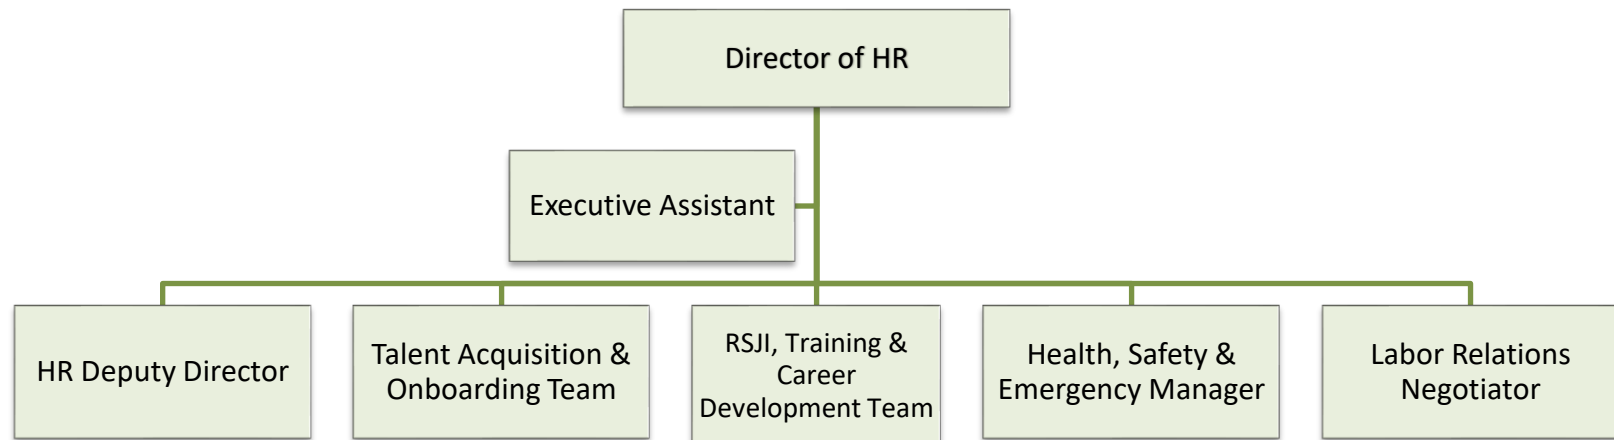 Director of HR
Executive Assistant
HR Deputy Director
Talent Acquisition &
Onboarding Team
RSJI, Training &
Career
Development Team
Health, Safety &
Emergency Manager
Labor Relations
Negotiator